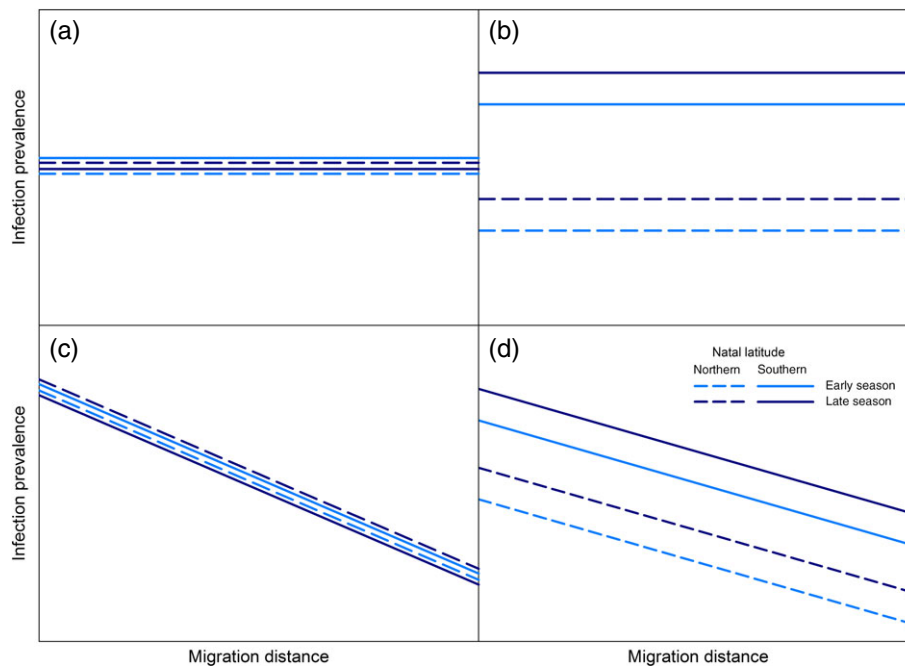 (a)
(b)
Infection prevalence
(c)
(d)
Natal latitude
Northern Southern
Early season
Late season
Infection prevalence
Migration distance
Migration distance